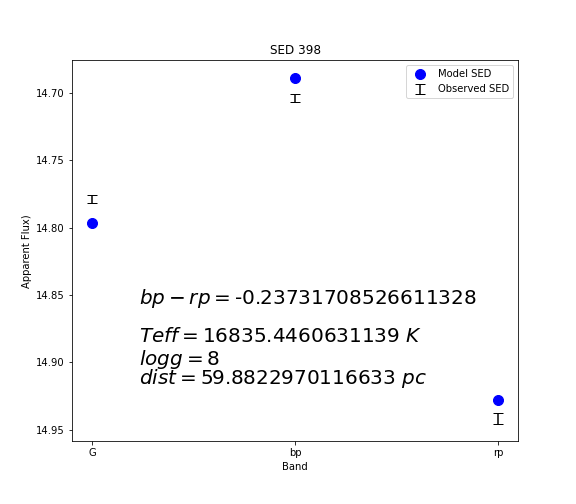 SED 398
Model SED
Observed SED
14.70
14.75
14.80
14.85
14.90
14.95
Apparent Flux)
bp − rp = -0.23731708526611328
Teff = 16835.4460631139 K
logg = 8
dist = 59.8822970116633 pc
G
bp
rp
Band